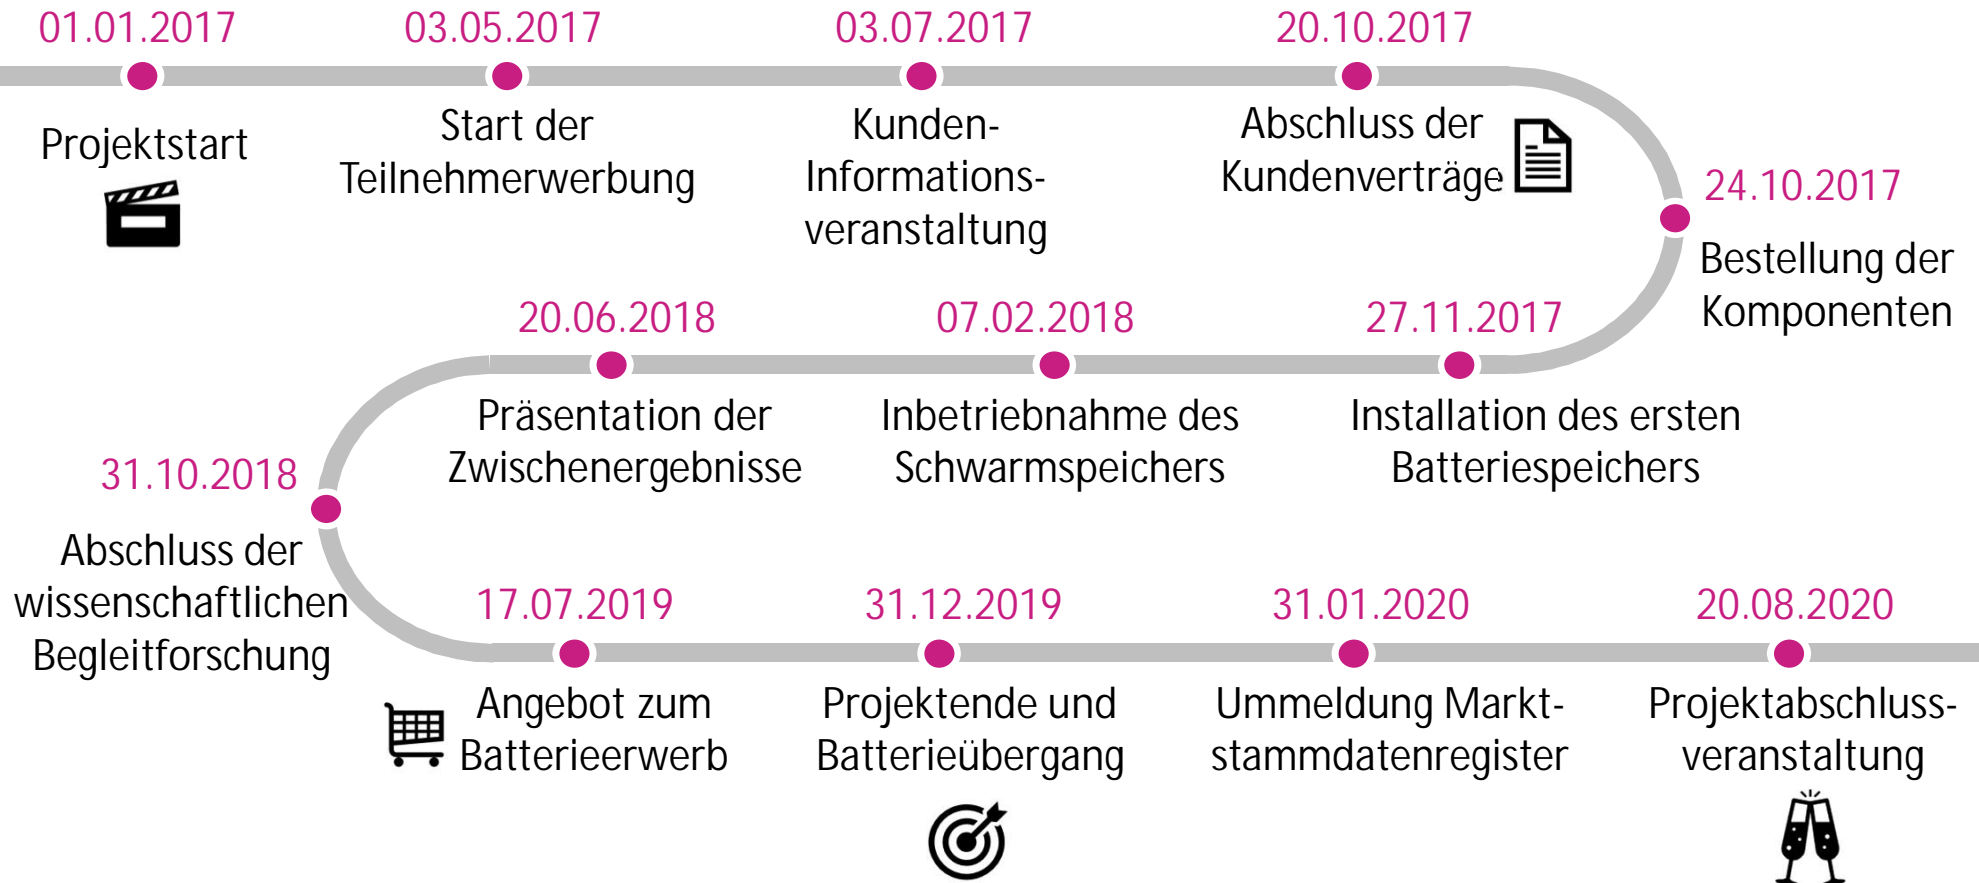 01.01.2017
Projektstart
03.05.2017
Start der
Teilnehmerwerbung
03.07.2017
Kunden-
Informations-
veranstaltung
20.10.2017
Abschluss der
Kundenverträge
24.10.2017
Bestellung der
Komponenten
27.11.2017
Installation des ersten
Batteriespeichers
07.02.2018
Inbetriebnahme des
Schwarmspeichers
20.06.2018
Präsentation der
Zwischenergebnisse
31.10.2018
Abschluss der
wissenschaftlichen
Begleitforschung
17.07.2019
Angebot zum
Batterieerwerb
31.12.2019
Projektende und
Batterieübergang
31.01.2020
Ummeldung Markt-
stammdatenregister
20.08.2020
Projektabschluss-
veranstaltung